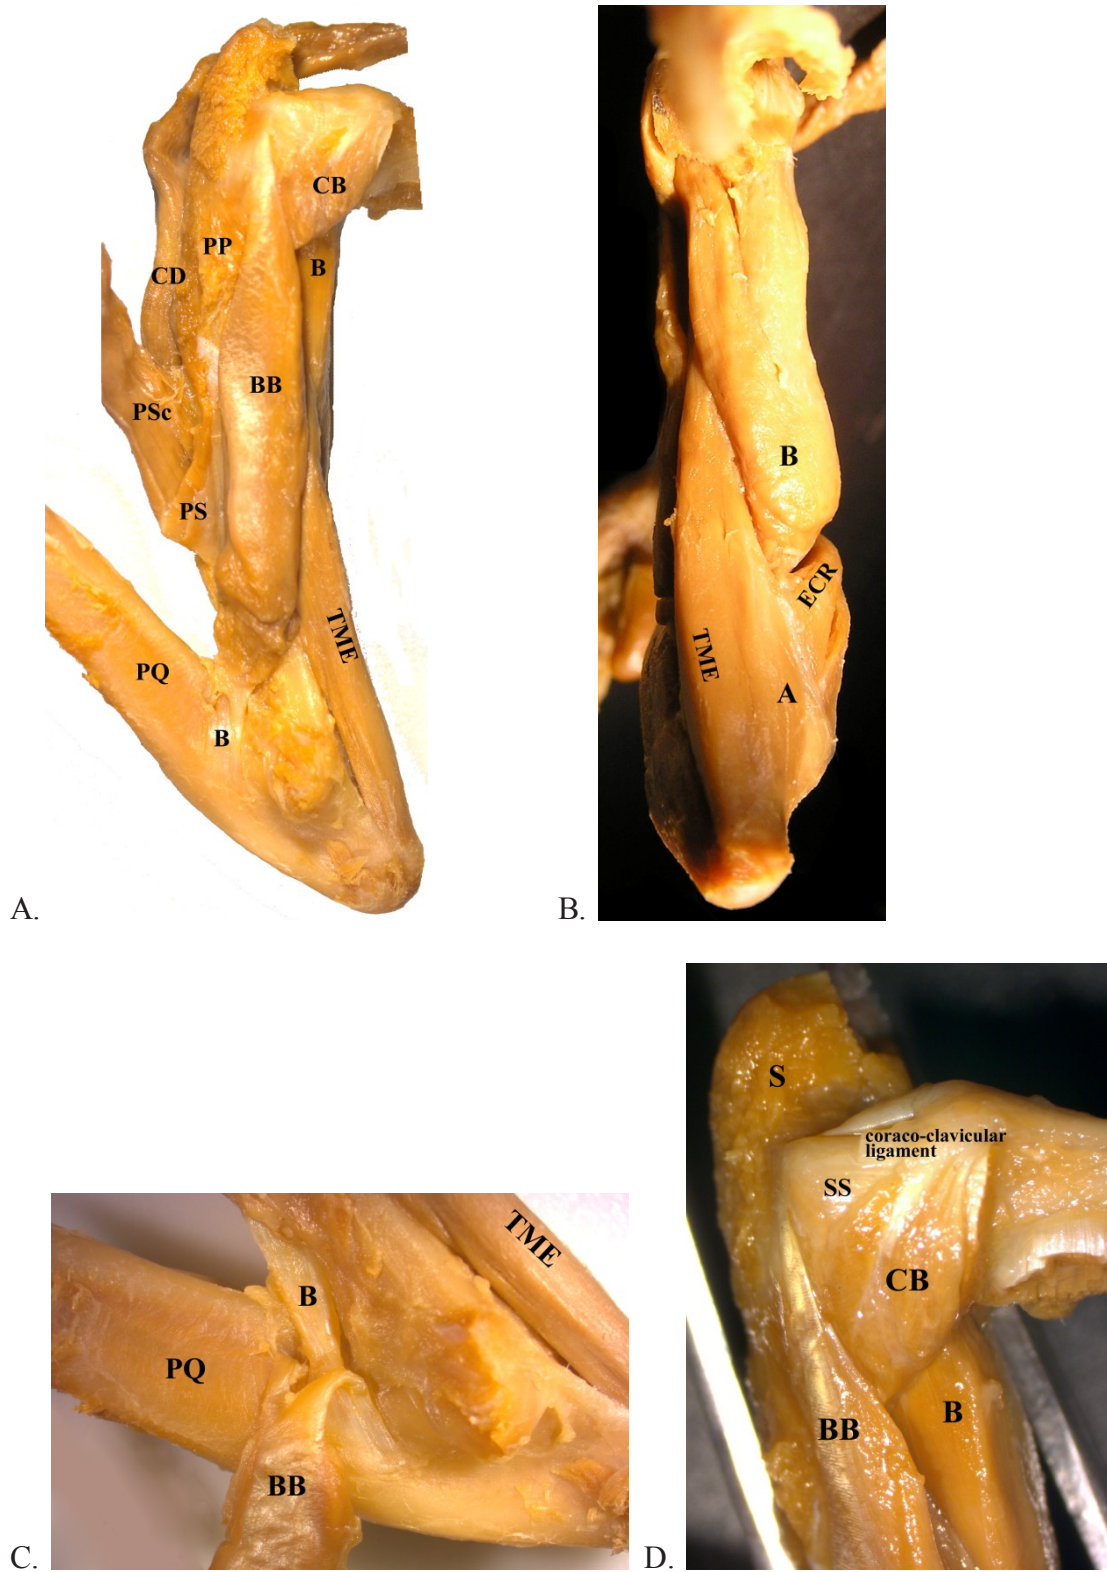 CB
PP
B
CD
BB
PSc
PS
TME
PQ
B
A.
B
ECR
TME
A
B.
TME
B
PQ
BB
C.
S
coraco-clavicular
ligament
SS
CB
B
BB
D.